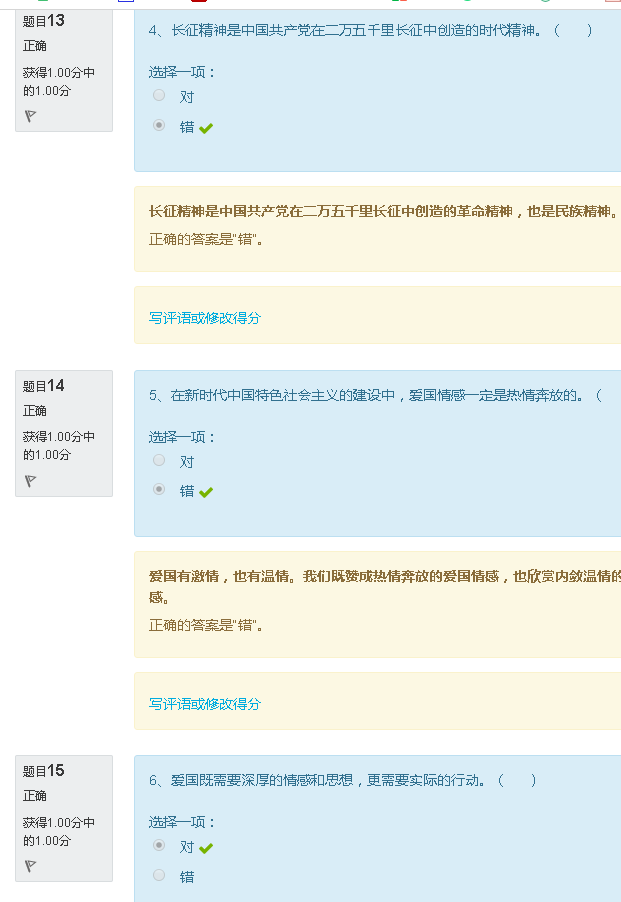 题目13
正确
获得1.00分中
的1.00分
4、长征精神是中国共产党在二万五千里长征中创造的时代精神。（　　）
选择一项：
对
错
长征精神是中国共产党在二万五千里长征中创造的革命精神，也是民族精神。
正确的答案是“错”。
写评语或修改得分
题目14
正确
获得1.00分中
的1.00分
5、在新时代中国特色社会主义的建设中，爱国情感一定是热情奔放的。（
选择一项：
对
错
爱国有激情，也有温情。我们既赞成热情奔放的爱国情感，也欣赏内敛温情的
感。
正确的答案是“错”。
写评语或修改得分
题目15
正确
获得1.00分中
的1.00分
6、爱国既需要深厚的情感和思想，更需要实际的行动。（　　）
选择一项：
对
错